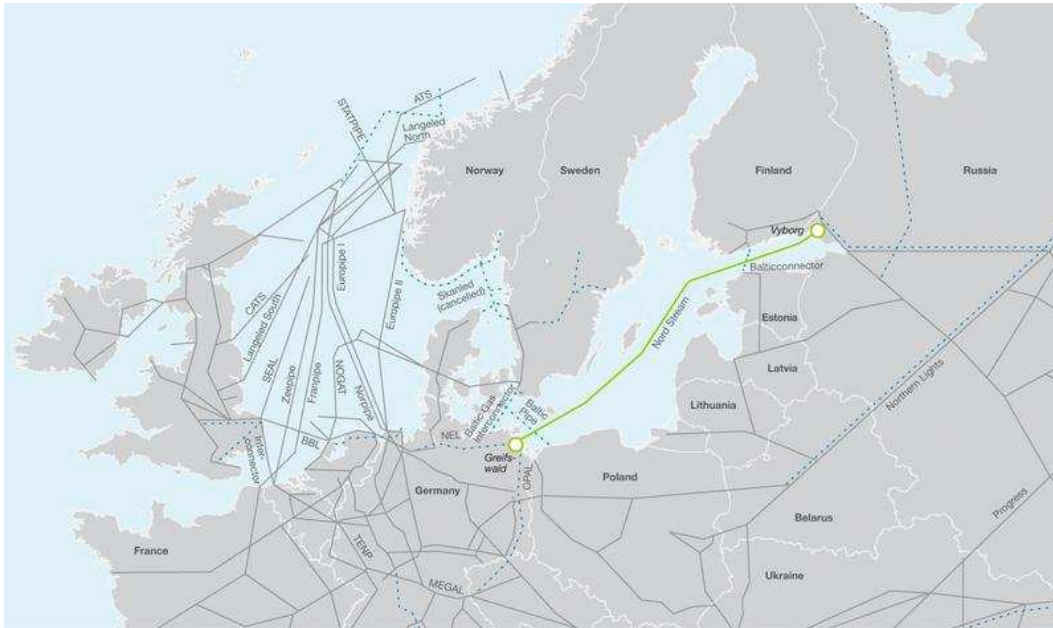 ATS
STATPIPE
Langeled
North
Norway
Sweden
Finland
Russia
Vyborg
Balticconnector
Europipe I
Europipe II
Skanled
(cancelled)
CATS
Langeled South
SEAL
Zeepipe
Franpipe
NOGAT
Norpipe
Nord Stream
Estonia
Latvia
Lithuania
Northern Lights
Baltic Gas
Interconnector
Baltic
Pipe
Inter-
connector
BBL
NEL
Greifs-
wald
OPAL
Germany
Poland
Belarus
Progress
France
TENP
MEGAL
Ukraine